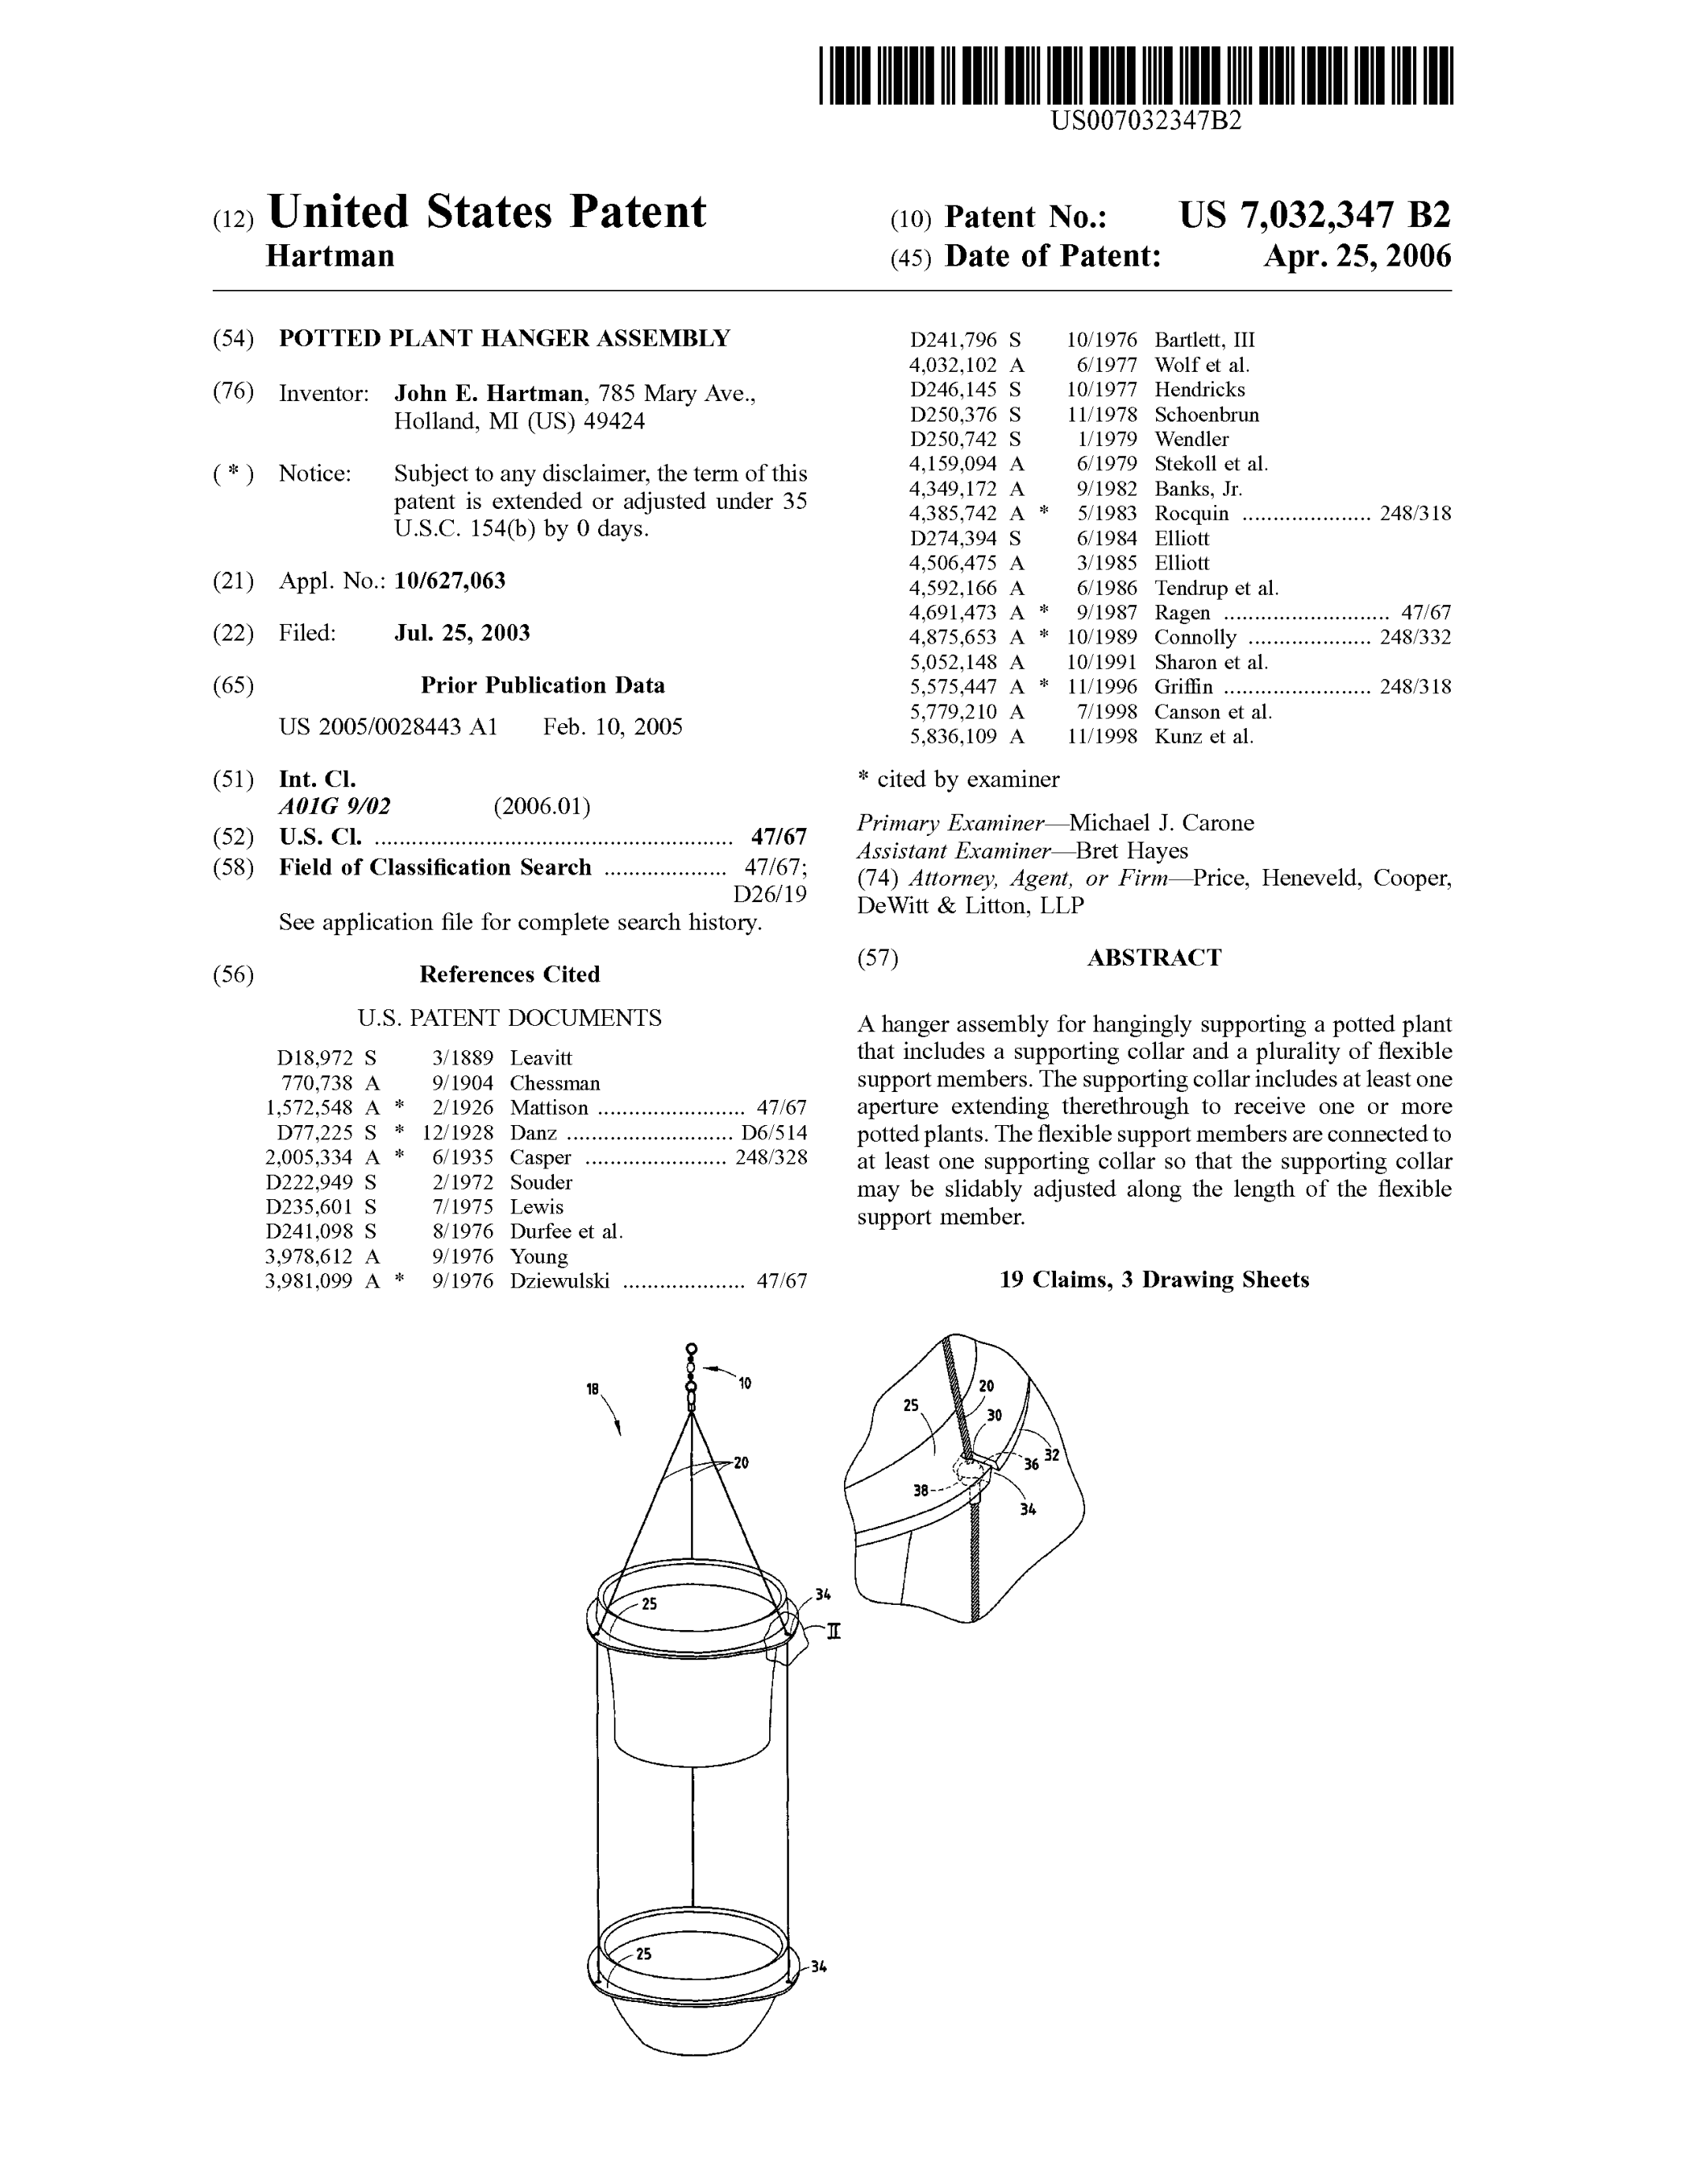 US007032347B2
(12) United States Patent
Hartman
(10) Patent No.: US 7,032,347 B2
(45) Date of Patent: Apr. 25, 2006
(54) POTTED PLANT HANGER ASSEMBLY
(76) Inventor: John E. Hartman, 785 Mary Ave.,
Holland, MI (US) 49424
( * ) Notice: Subject to any disclaimer, the term of this
patent is extended or adjusted under 35
U.S.C. 154(b) by 0 days.
(21) Appl. No.: 10/627,063
(22) Filed: Jul. 25, 2003
(65) Prior Publication Data
US 2005/0028443 A1 Feb. 10, 2005
(51) Int. Cl.
A01G 9/02 (2006.01)
(52) U.S. Cl. .......................................................... 47/67
(58) Field of Classification Search .................... 47/67;
D26/19
See application file for complete search history.
(56) References Cited
U.S. PATENT DOCUMENTS
D18,972 S 3/1889 Leavitt
770,738 A 9/1904 Chessman
1,572,548 A * 2/1926 Mattison ........................ 47/67
D77,225 S * 12/1928 Danz ........................... D6/514
2,005,334 A * 6/1935 Casper ....................... 248/328
D222,949 S 2/1972 Souder
D235,601 S 7/1975 Lewis
D241,098 S 8/1976 Durfee et al.
3,978,612 A 9/1976 Young
3,981,099 A * 9/1976 Dziewulski .................... 47/67
D241,796 S 10/1976 Bartlett, III
4,032,102 A 6/1977 Wolf et al.
D246,145 S 10/1977 Hendricks
D250,376 S 11/1978 Schoenbrun
D250,742 S 1/1979 Wendler
4,159,094 A 6/1979 Stekoll et al.
4,349,172 A 9/1982 Banks, Jr.
4,385,742 A * 5/1983 Rocquin ..................... 248/318
D274,394 S 6/1984 Elliott
4,506,475 A 3/1985 Elliott
4,592,166 A 6/1986 Tendrup et al.
4,691,473 A * 9/1987 Ragen ........................... 47/67
4,875,653 A * 10/1989 Connolly .................... 248/332
5,052,148 A 10/1991 Sharon et al.
5,575,447 A * 11/1996 Griffin ........................ 248/318
5,779,210 A 7/1998 Canson et al.
5,836,109 A 11/1998 Kunz et al.
* cited by examiner
Primary Examiner—Michael J. Carone
Assistant Examiner—Bret Hayes
(74) Attorney, Agent, or Firm—Price, Heneveld, Cooper,
DeWitt & Litton, LLP
(57) ABSTRACT
A hanger assembly for hangingly supporting a potted plant
that includes a supporting collar and a plurality of flexible
support members. The supporting collar includes at least one
aperture extending therethrough to receive one or more
potted plants. The flexible support members are connected to
at least one supporting collar so that the supporting collar
may be slidably adjusted along the length of the flexible
support member.
19 Claims, 3 Drawing Sheets
18
10
20
25
34
II
25
34
20
25
30
32
36
38
34